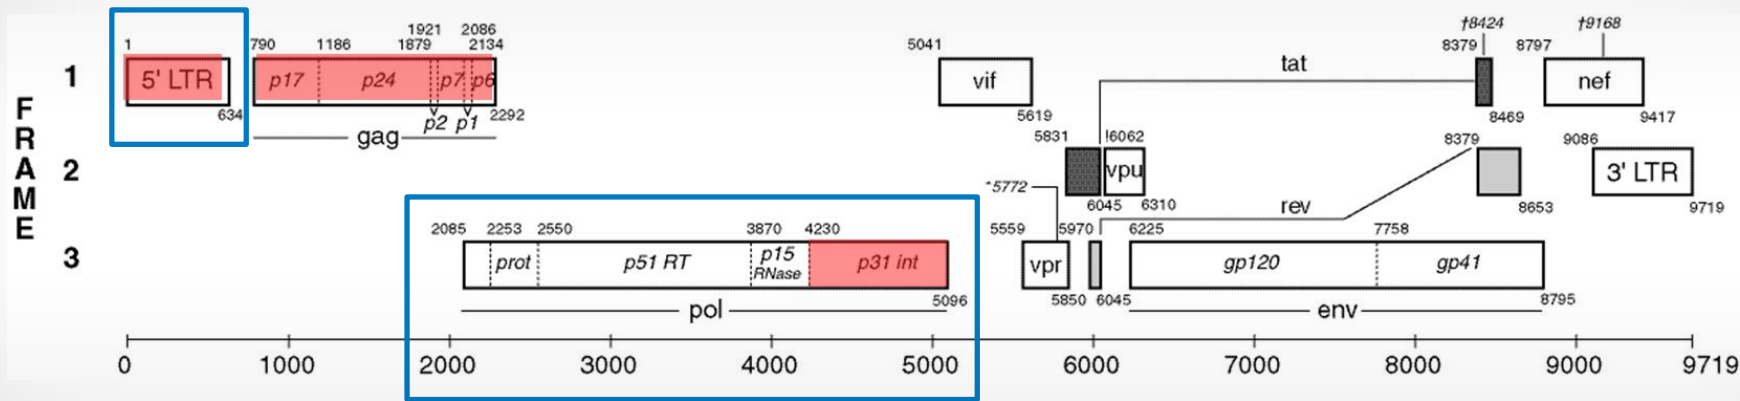 1 790 1186 1921 1879 2086 2134 5041 †8424 8379 †9168 8797
FRAME
1
5' LTR p17 p24 p7 p6 vif tat nef
634 p2 p1 2292 5619 8469 9417
gag
5831 !6062 8379 9086
2
vpu 3' LTR
*5772 6045 6310 rev 8653 9719
2085 2253 2550 3870 4230 5559 5970 6225 7758
3
prot p51 RT p15 RNase p31 int vpr gp120 gp41
5096 5850 6045 8795
pol env
0 1000 2000 3000 4000 5000 6000 7000 8000 9000 9719